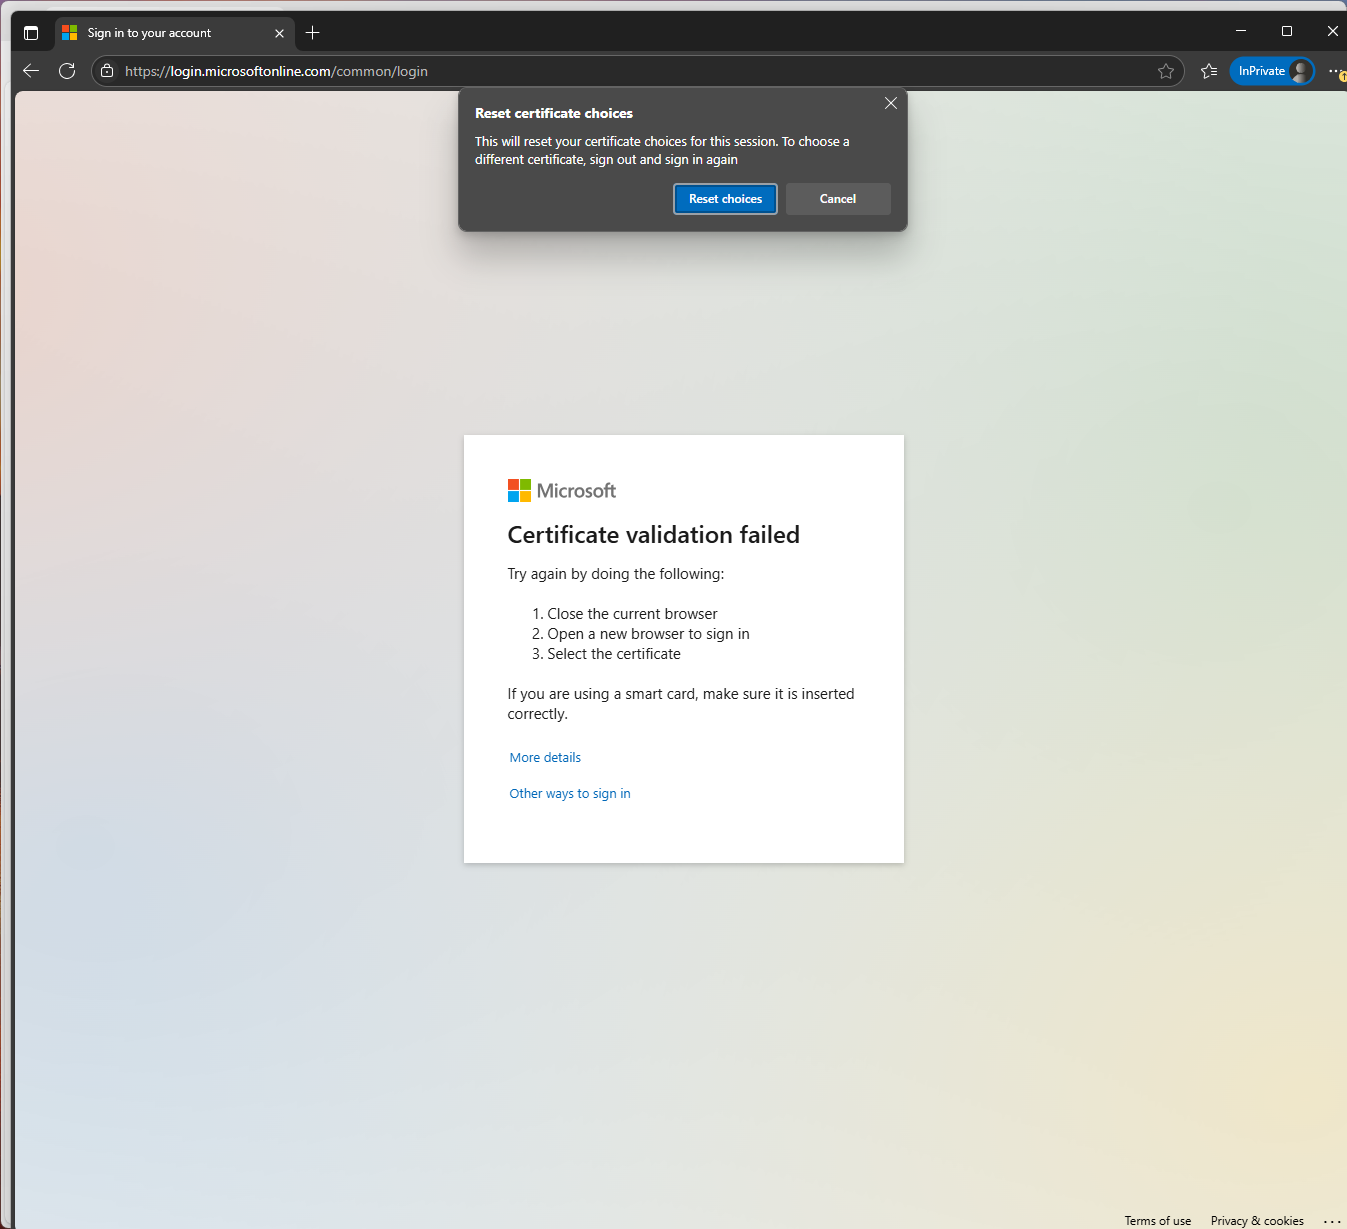 Sign in to your account
https://login.microsoftonline.com/common/login
InPrivate
Reset certificate choices
This will reset your certificate choices for this session. To choose a
different certificate, sign out and sign in again
Reset choices
Cancel
Microsoft
Certificate validation failed
Try again by doing the following:
1. Close the current browser
2. Open a new browser to sign in
3. Select the certificate
If you are using a smart card, make sure it is inserted
correctly.
More details
Other ways to sign in
Terms of use
Privacy & cookies